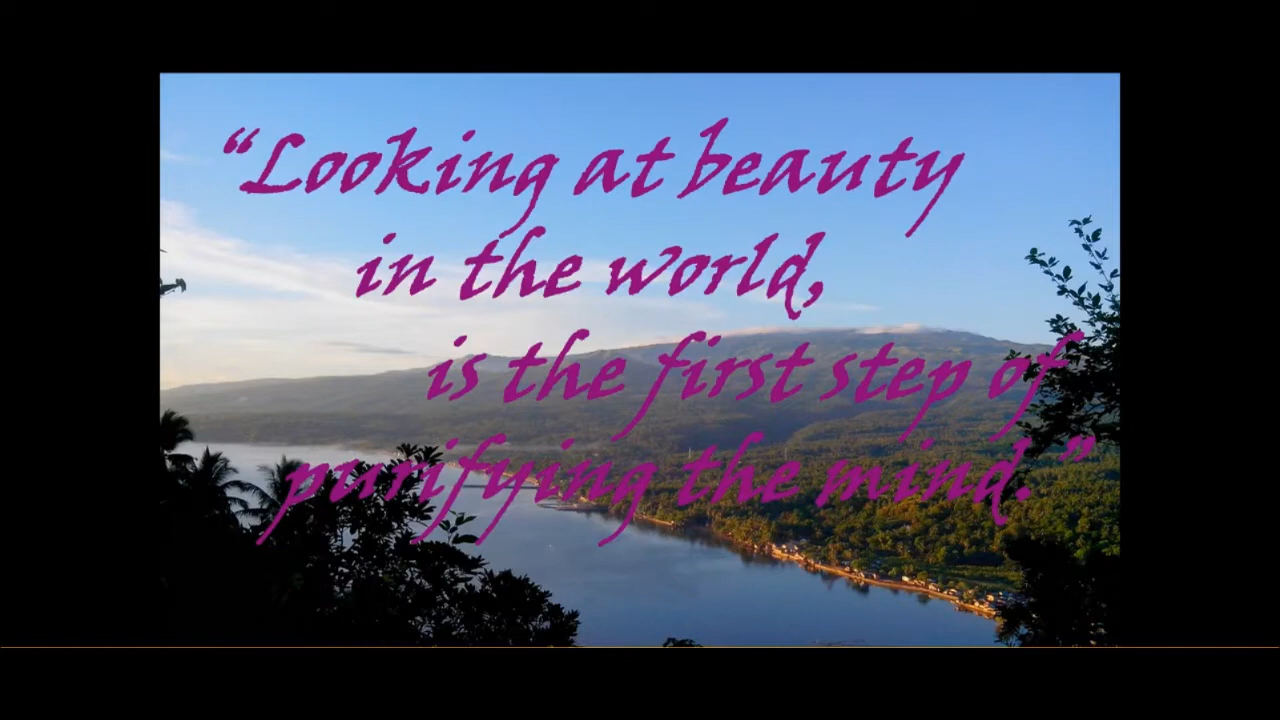 “Looking at beauty
in the world,
is the first step of
purifying the mind.”